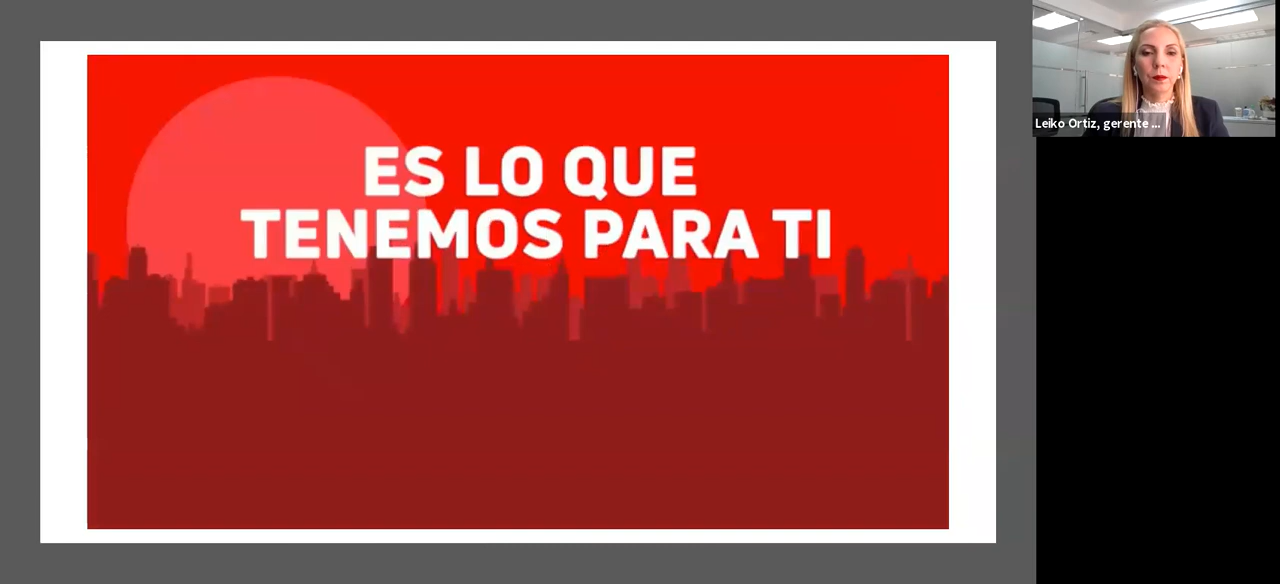 ES LO QUE
TENEMOS PARA TI
Leiko Ortiz, gerente ...